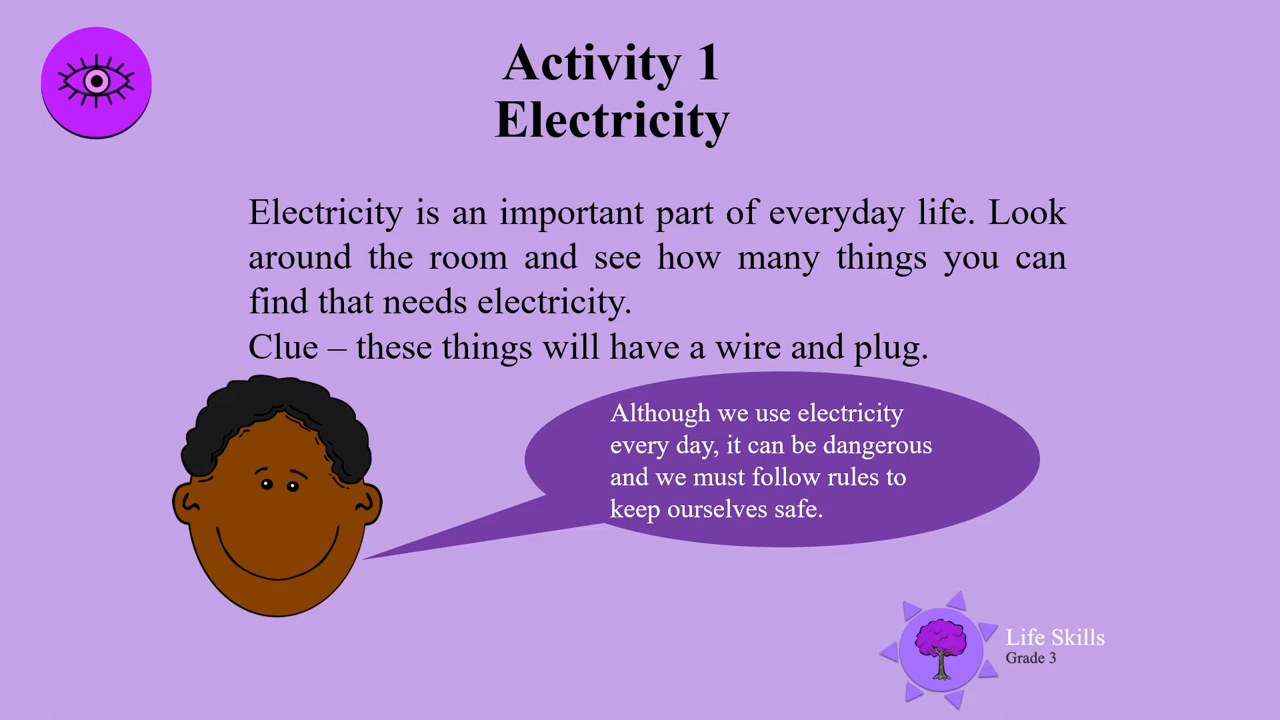 Activity 1
Electricity
Electricity is an important part of everyday life. Look
around the room and see how many things you can
find that needs electricity.
Clue – these things will have a wire and plug.
Although we use electricity
every day, it can be dangerous
and we must follow rules to
keep ourselves safe.
Life Skills
Grade 3